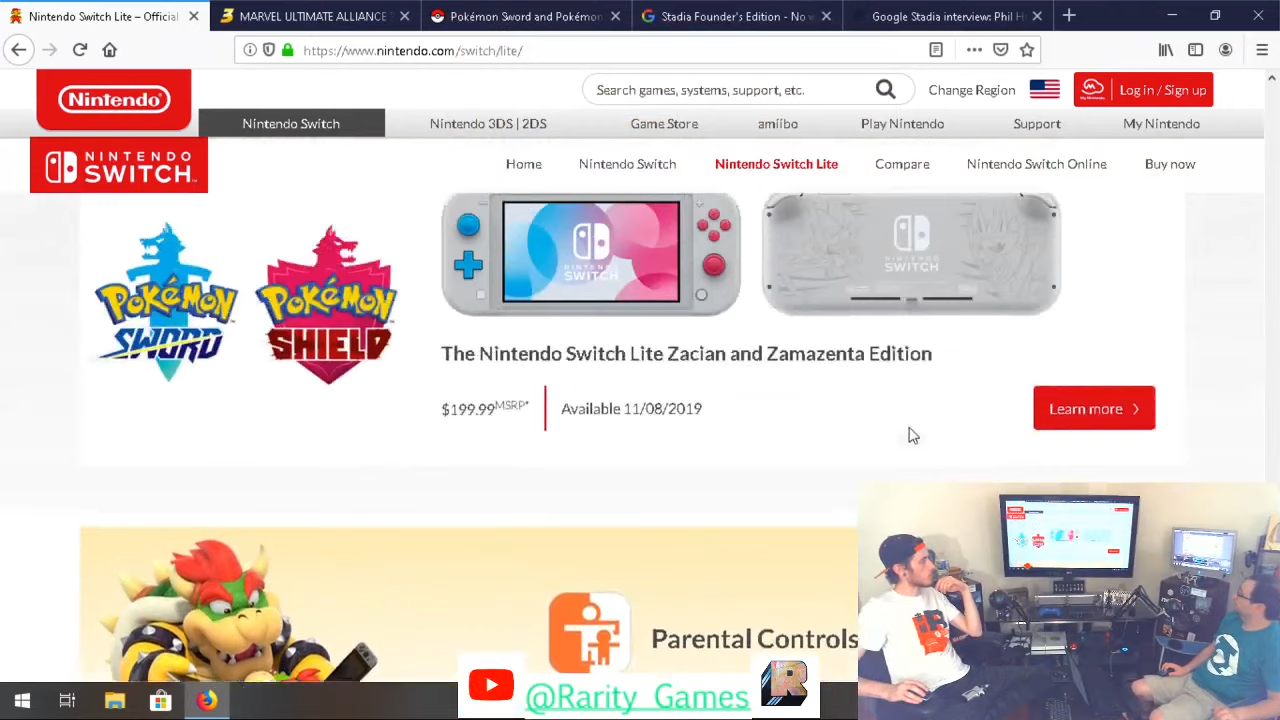 Nintendo Switch Lite – Official
MARVEL ULTIMATE ALLIANCE
Pokémon Sword and Pokémon
Stadia Founder's Edition - No
Google Stadia interview: Phil H
https://www.nintendo.com/switch/lite/
Nintendo
Search games, systems, support, etc.
Change Region
Log in / Sign up
Nintendo Switch
Nintendo 3DS | 2DS
Game Store
amiibo
Play Nintendo
Support
My Nintendo
NINTENDO
SWITCH
Home
Nintendo Switch
Nintendo Switch Lite
Compare
Nintendo Switch Online
Buy now
POKéMON
SWORD
POKéMON
SHIELD
NINTENDO
SWITCH
NINTENDO
SWITCH
The Nintendo Switch Lite Zacian and Zamazenta Edition
$199.99MSRP*
Available 11/08/2019
Learn more
Parental Controls
@Rarity_Games